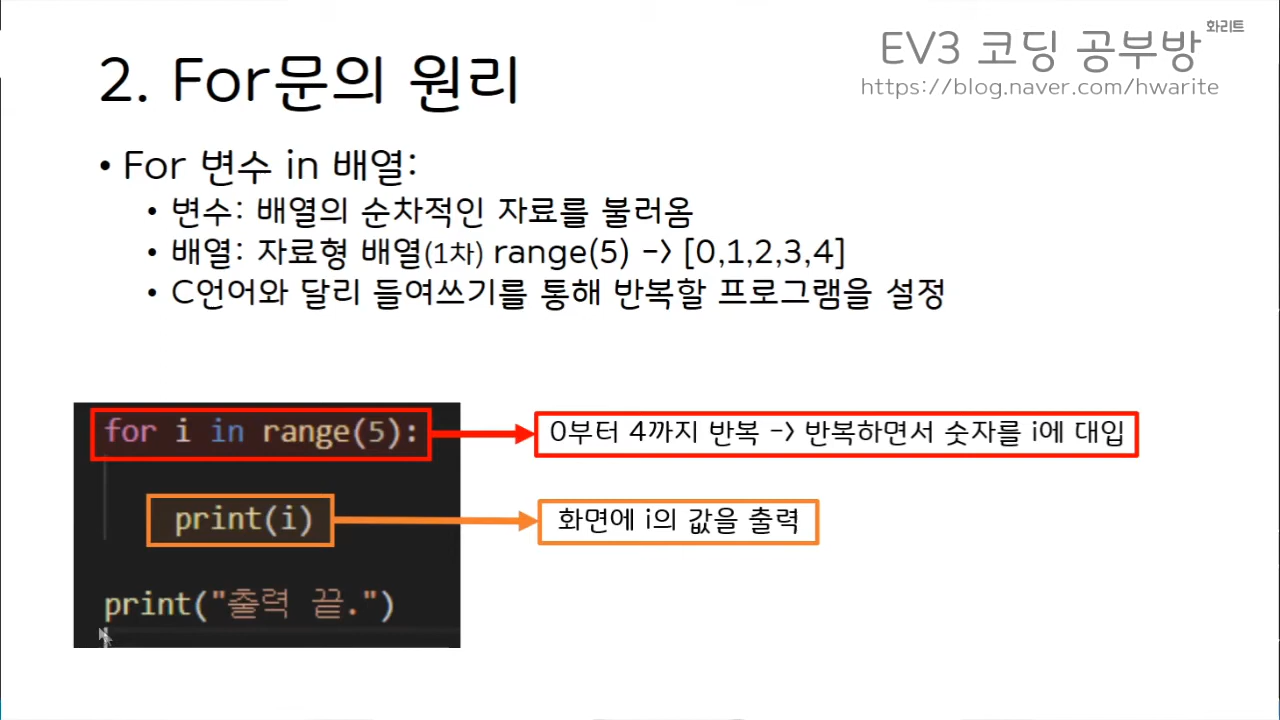 화리트
EV3 코딩 공부방
https://blog.naver.com/hwarite
2. For문의 원리
• For 변수 in 배열:
• 변수: 배열의 순차적인 자료를 불러옴
• 배열: 자료형 배열(1차) range(5) -> [0,1,2,3,4]
• C언어와 달리 들여쓰기를 통해 반복할 프로그램을 설정
for i in range(5):
0부터 4까지 반복 -> 반복하면서 숫자를 i에 대입
print(i)
화면에 i의 값을 출력
print("출력 끝.")